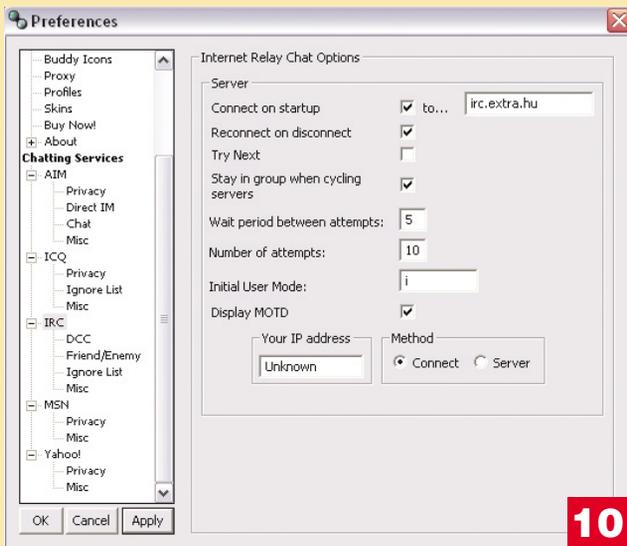 Preferences
Buddy Icons
Proxy
Profiles
Skins
Buy Now!
About
Chatting Services
AIM
Privacy
Direct IM
Chat
Misc
ICQ
Privacy
Ignore List
Misc
IRC
DCC
Friend/Enemy
Ignore List
Misc
MSN
Privacy
Misc
Yahoo!
Privacy
Misc
OK Cancel Apply
Internet Relay Chat Options
Server
Connect on startup to... irc.extra.hu
Reconnect on disconnect
Try Next
Stay in group when cycling
servers
Wait period between attempts: 5
Number of attempts: 10
Initial User Mode: i
Display MOTD
Your IP address
Unknown
Method
Connect Server
10